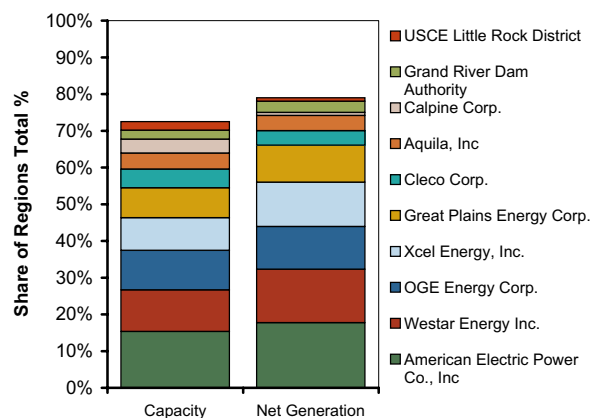 100%
90%
80%
70%
60%
50%
40%
30%
20%
10%
0%
Share of Regions Total %
Capacity
Net Generation
USCE Little Rock District
Grand River Dam
Authority
Calpine Corp.
Aquila, Inc
Cleco Corp.
Great Plains Energy Corp.
Xcel Energy, Inc.
OGE Energy Corp.
Westar Energy Inc.
American Electric Power
Co., Inc